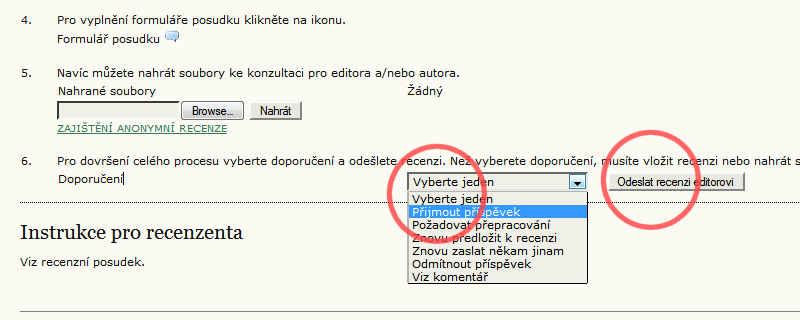 4. Pro vyplnění formuláře posudku klikněte na ikonu.
Formulář posudku
5. Navíc můžete nahrát soubory ke konzultaci pro editora a/nebo autora.
Nahrané soubory Žádný
Browse... Nahrát
ZAJIŠTĚNÍ ANONYMNÍ RECENZE
6. Pro dovršení celého procesu vyberte doporučení a odešlete recenzi. Než vyberete doporučení, musíte vložit recenzi nebo nahrát s
Doporučení Vyberte jeden Odeslat recenzi editorovi
Vyberte jeden
Přijmout příspěvek
Požadovat přepracování
Znovu předložit k recenzi
Znovu zaslat někam jinam
Odmítnout příspěvek
Viz komentář
Instrukce pro recenzenta
Viz recenzní posudek.